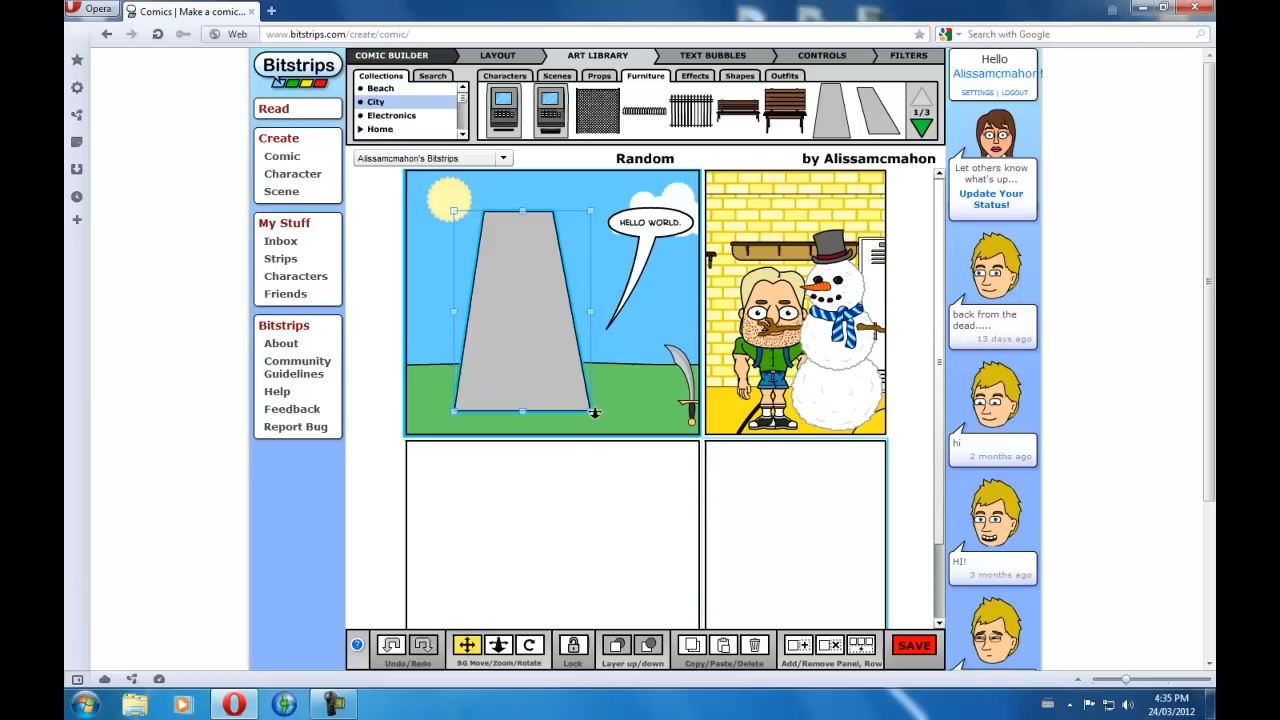 Opera
Comics | Make a comic...
Web
www.bitstrips.com/create/comic/
Search with Google
Bitstrips
Read
Create
Comic
Character
Scene
My Stuff
Inbox
Strips
Characters
Friends
Bitstrips
About
Community
Guidelines
Help
Feedback
Report Bug
COMIC BUILDER
LAYOUT
ART LIBRARY
TEXT BUBBLES
CONTROLS
FILTERS
Collections
Search
Characters
Scenes
Props
Furniture
Effects
Shapes
Outfits
Beach
City
Electronics
Home
1/3
Alissamcmahon's Bitstrips
Random
by Alissamcmahon
HELLO WORLD.
Undo/Redo
BG Move/Zoom/Rotate
Lock
Layer up/down
Copy/Paste/Delete
Add/Remove Panel, Row
SAVE
Hello
Alissamcmahon!
SETTINGS | LOGOUT
Let others know
what's up...
Update Your
Status!
back from the
dead.....
13 days ago
hi
2 months ago
HI!
3 months ago
4:35 PM
24/03/2012